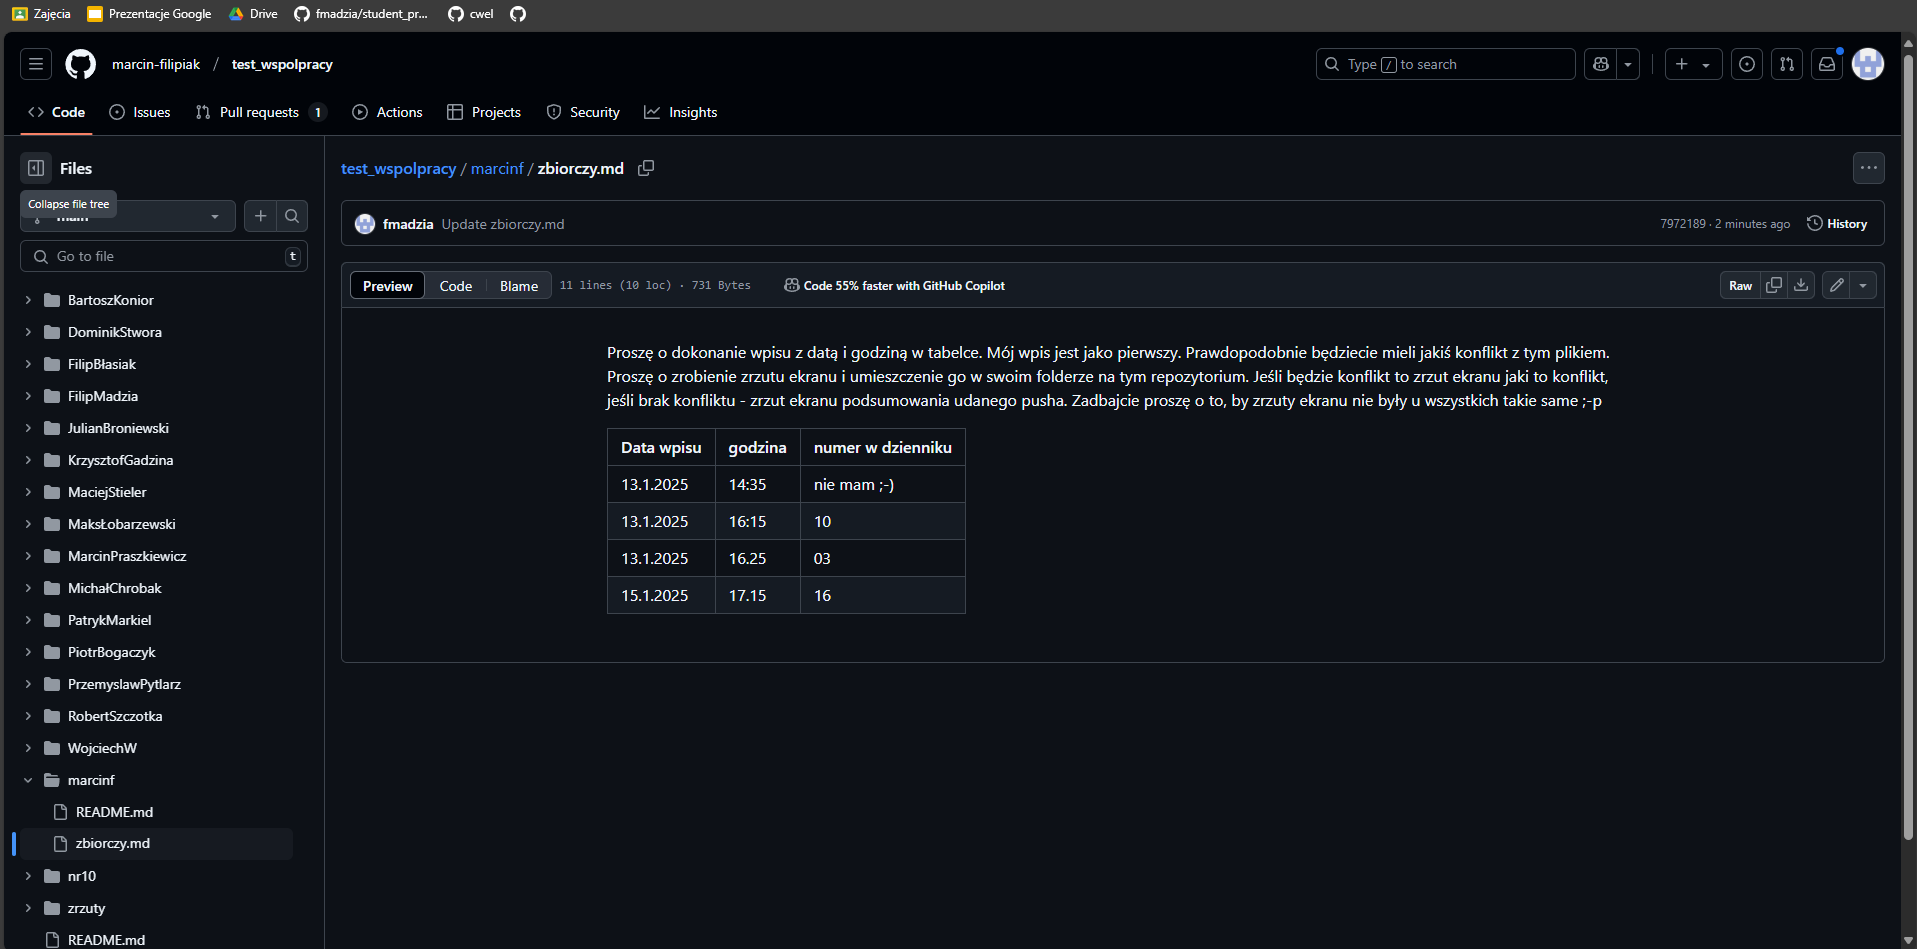 Zajęcia Prezentacje Google Drive fmadzia/student_pr... cwel
marcin-filipiak / test_wspolpracy Type / to search
Code Issues Pull requests 1 Actions Projects Security Insights
Files
Collapse file tree
main
Go to file t
BartoszKonior
DominikStwora
FilipBłasiak
FilipMadzia
JulianBroniewski
KrzysztofGadzina
MaciejStieler
MaksŁobarzewski
MarcinPraszkiewicz
MichałChrobak
PatrykMarkiel
PiotrBogaczyk
PrzemyslawPytlarz
RobertSzczotka
WojciechW
marcinf
README.md
zbiorczy.md
nr10
zrzuty
README.md
test_wspolpracy / marcinf / zbiorczy.md
fmadzia Update zbiorczy.md 7972189 · 2 minutes ago History
Preview Code Blame 11 lines (10 loc) · 731 Bytes Code 55% faster with GitHub Copilot Raw
Proszę o dokonanie wpisu z datą i godziną w tabelce. Mój wpis jest jako pierwszy. Prawdopodobnie będziecie mieli jakiś konflikt z tym plikiem.
Proszę o zrobienie zrzutu ekranu i umieszczenie go w swoim folderze na tym repozytorium. Jeśli będzie konflikt to zrzut ekranu jaki to konflikt,
jeśli brak konfliktu - zrzut ekranu podsumowania udanego pusha. Zadbajcie proszę o to, by zrzuty ekranu nie były u wszystkich takie same ;-p
Data wpisu godzina numer w dzienniku
13.1.2025 14:35 nie mam ;-)
13.1.2025 16:15 10
13.1.2025 16.25 03
15.1.2025 17.15 16